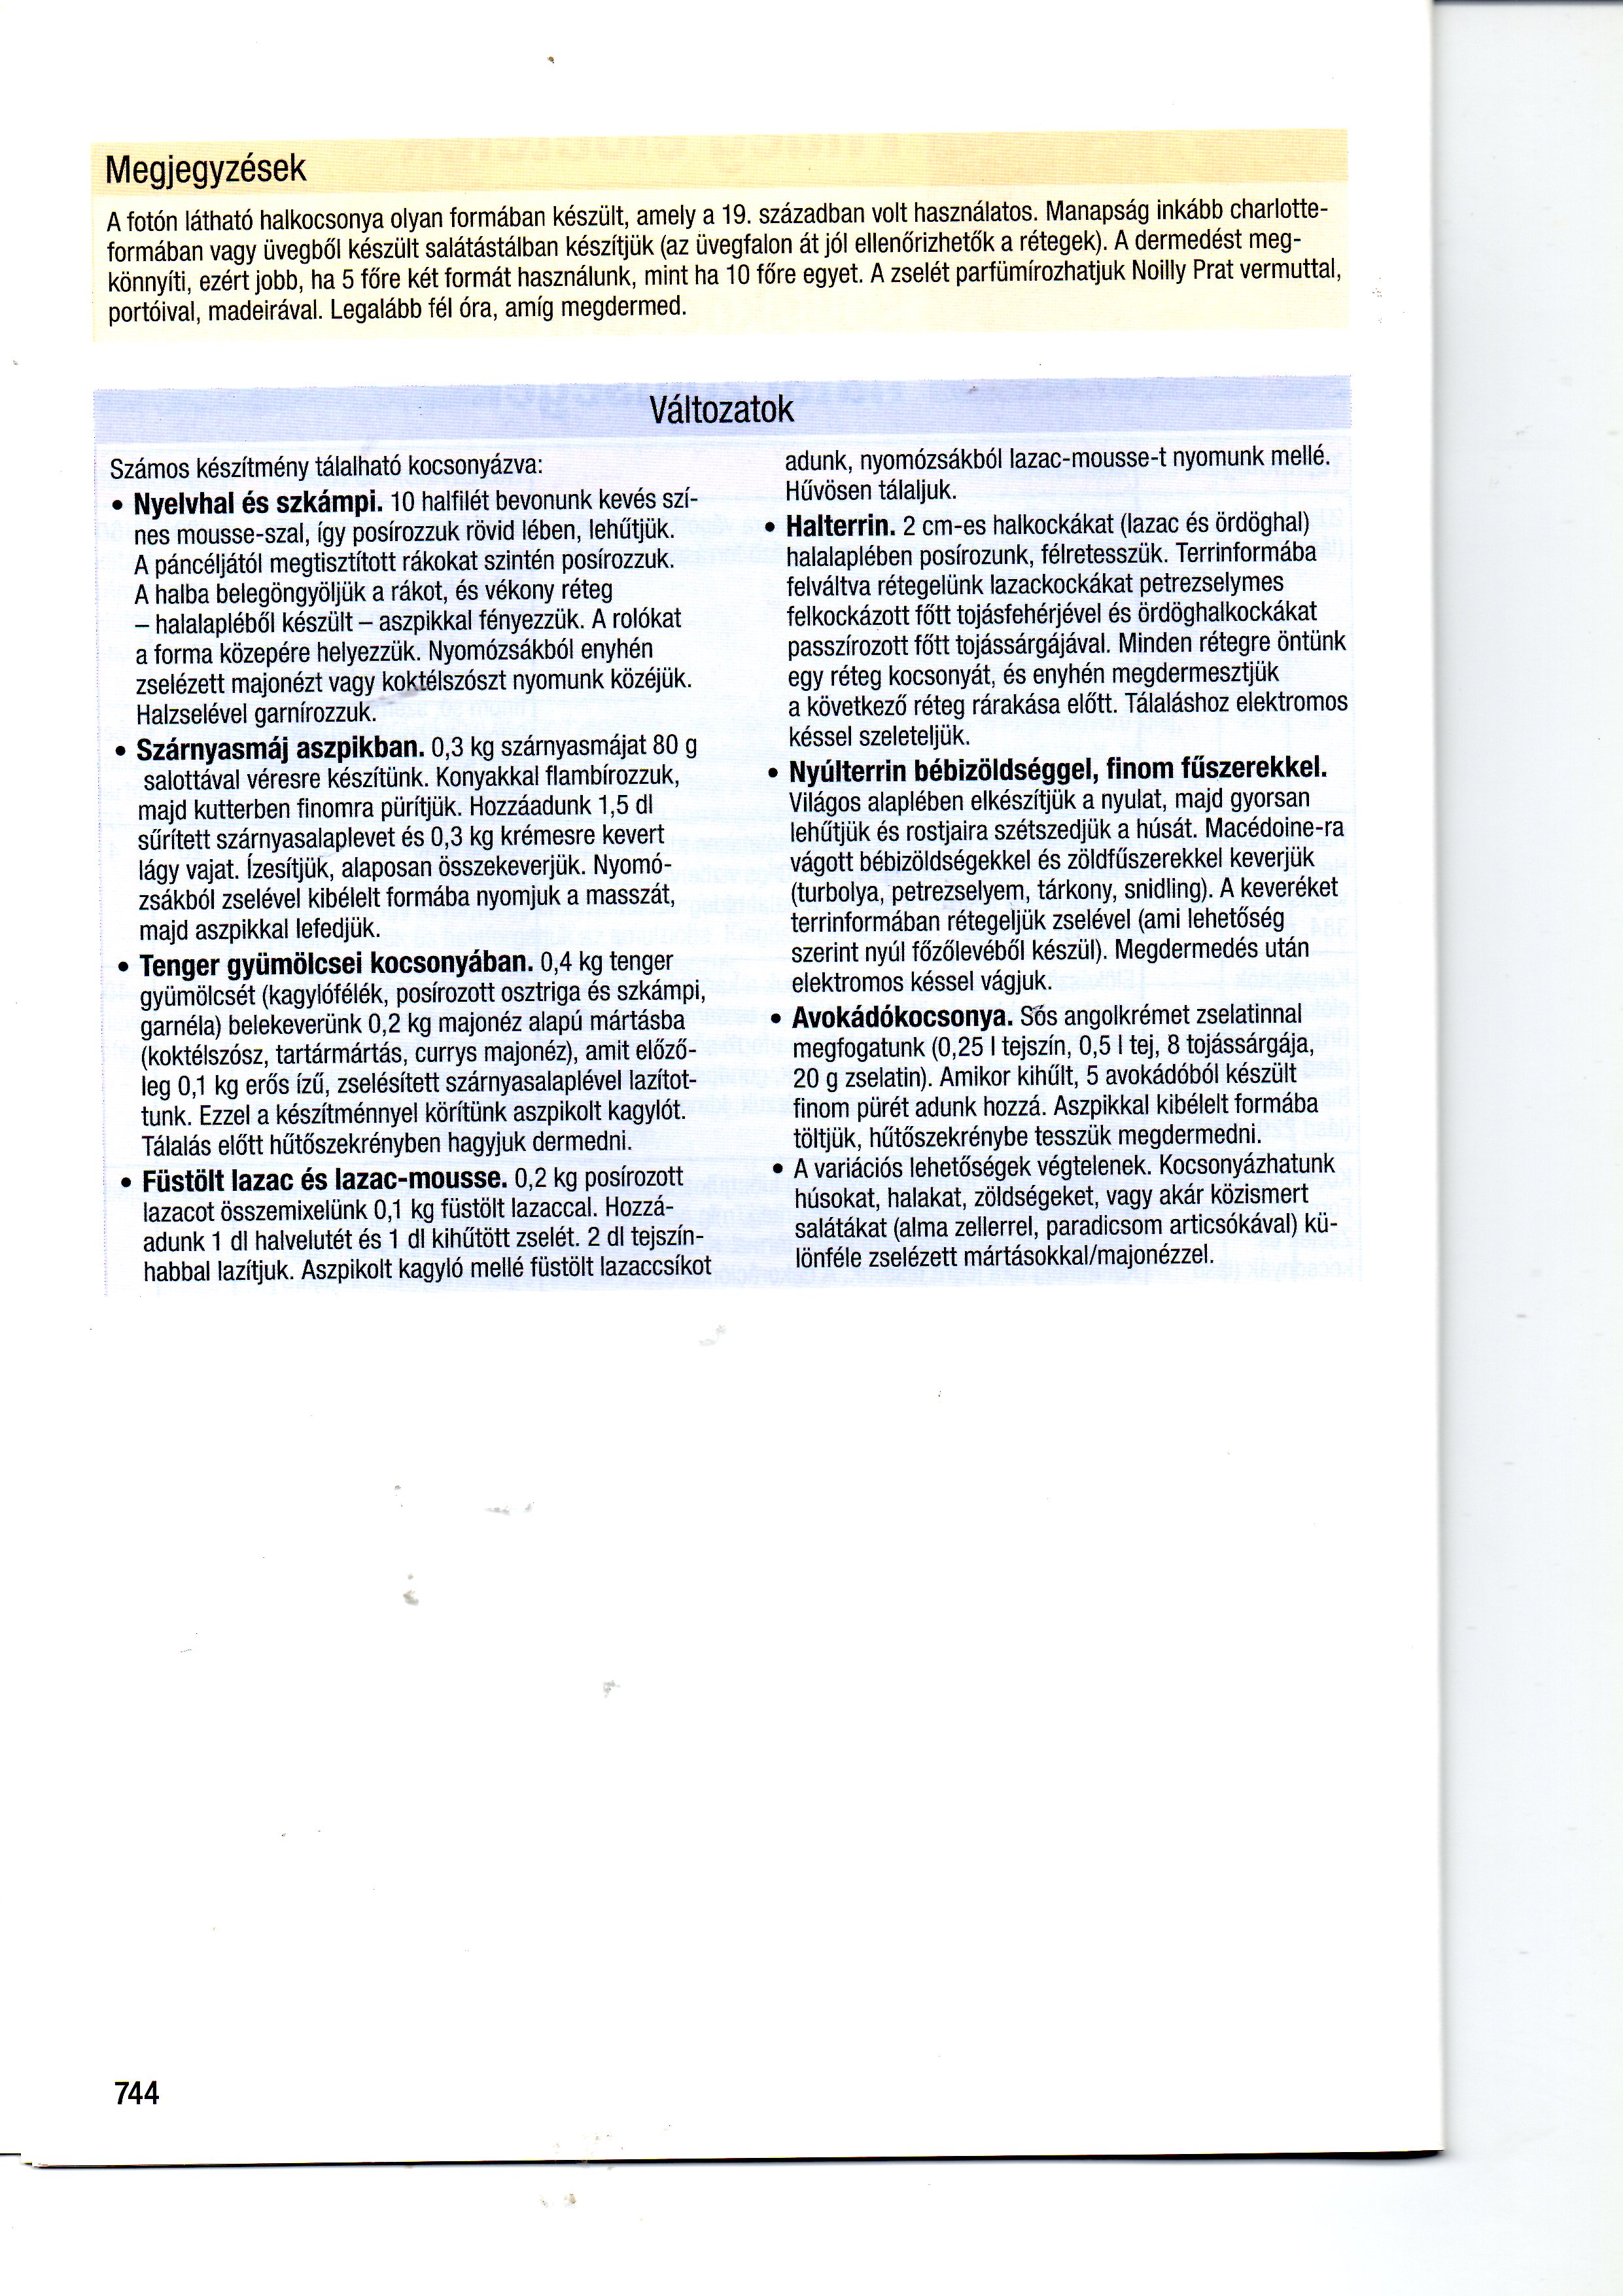 Megjegyzések
A fotón látható halkocsonya olyan formában készült, amely a 19. században volt használatos. Manapság inkább charlotte-
formában vagy üvegből készült salátástálban készítjük (az üvegfalon át jól ellenőrizhetők a rétegek). A dermedést meg-
könnyíti, ezért jobb, ha 5 főre két formát használunk, mint ha 10 főre egyet. A zselét parfümírozhatjuk Noilly Prat vermuttal,
portóival, madeirával. Legalább fél óra, amíg megdermed.
Változatok
Számos készítmény tálalható kocsonyázva:
• Nyelvhal és szkámpi. 10 halfilét bevonunk kevés szí-
nes mousse-szal, így posírozzuk rövid lében, lehűtjük.
A páncéljától megtisztított rákokat szintén posírozzuk.
A halba belegöngyöljük a rákot, és vékony réteg
– halalapléből készült – aszpikkal fényezzük. A rolókat
a forma közepére helyezzük. Nyomózsákból enyhén
zselézett majonézt vagy koktélszószt nyomunk közéjük.
Halzselével garnírozzuk.
• Szárnyasmáj aszpikban. 0,3 kg szárnyasmájat 80 g
salottával véresre készítünk. Konyakkal flambírozzuk,
majd kutterben finomra pürítjük. Hozzáadunk 1,5 dl
sűrített szárnyasalaplevet és 0,3 kg krémesre kevert
lágy vajat. Ízesítjük, alaposan összekeverjük. Nyomó-
zsákból zselével kibélelt formába nyomjuk a masszát,
majd aszpikkal lefedjük.
• Tenger gyümölcsei kocsonyában. 0,4 kg tenger
gyümölcsét (kagylófélék, posírozott osztriga és szkámpi,
garnéla) belekeverünk 0,2 kg majonéz alapú mártásba
(koktélszósz, tartármártás, currys majonéz), amit előző-
leg 0,1 kg erős ízű, zselésített szárnyasalaplével lazítot-
tunk. Ezzel a készítménnyel körítünk aszpikolt kagylót.
Tálalás előtt hűtőszekrényben hagyjuk dermedni.
• Füstölt lazac és lazac-mousse. 0,2 kg posírozott
lazacot összemixelünk 0,1 kg füstölt lazaccal. Hozzá-
adunk 1 dl halvelutét és 1 dl kihűtött zselét. 2 dl tejszín-
habbal lazítjuk. Aszpikolt kagyló mellé füstölt lazaccsíkot
adunk, nyomózsákból lazac-mousse-t nyomunk mellé.
Hűvösen tálaljuk.
• Halterrin. 2 cm-es halkockákat (lazac és ördöghal)
halalaplében posírozunk, félretesszük. Terrinformába
felváltva rétegelünk lazackockákat petrezselymes
felkockázott főtt tojásfehérjével és ördöghalkockákat
passzírozott főtt tojássárgájával. Minden rétegre öntünk
egy réteg kocsonyát, és enyhén megdermesztjük
a következő réteg rárakása előtt. Tálaláshoz elektromos
késsel szeleteljük.
• Nyúlterrin bébizöldséggel, finom fűszerekkel.
Világos alaplében elkészítjük a nyulat, majd gyorsan
lehűtjük és rostjaira szétszedjük a húsát. Macédoine-ra
vágott bébizöldségekkel és zöldfűszerekkel keverjük
(turbolya, petrezselyem, tárkony, snidling). A keveréket
terrinformában rétegeljük zselével (ami lehetőség
szerint nyúl főzőlevéből készül). Megdermedés után
elektromos késsel vágjuk.
• Avokádókocsonya. Sós angolkrémet zselatinnal
megfogatunk (0,25 l tejszín, 0,5 l tej, 8 tojássárgája,
20 g zselatin). Amikor kihűlt, 5 avokádóból készült
finom pürét adunk hozzá. Aszpikkal kibélelt formába
töltjük, hűtőszekrénybe tesszük megdermedni.
• A variációs lehetőségek végtelenek. Kocsonyázhatunk
húsokat, halakat, zöldségeket, vagy akár közismert
salátákat (alma zellerrel, paradicsom articsókával) kü-
lönféle zselézett mártásokkal/majonézzel.
744